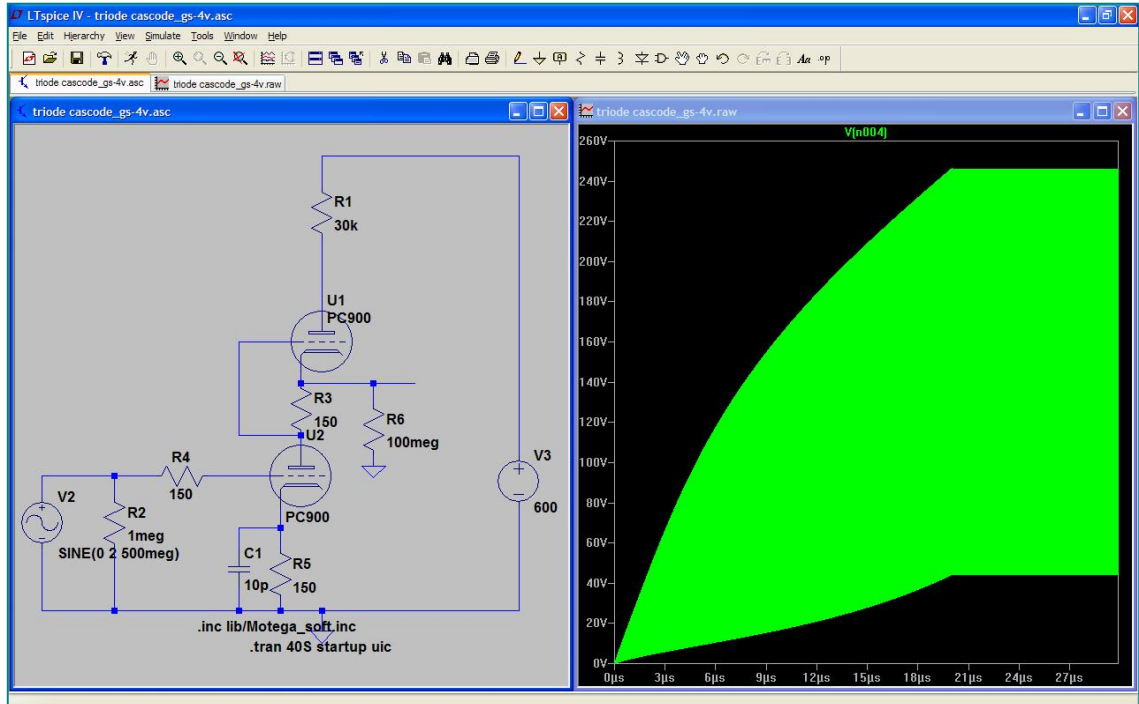 LTspice IV - triode cascode_gs-4v.asc
File Edit Hierarchy View Simulate Tools Window Help
Aa .op
triode cascode_gs-4v.asc triode cascode_gs-4v.raw
triode cascode_gs-4v.asc
R1
30k
U1
PC900
R3
150
U2
R6
100meg
R4
150
V3
600
V2
R2
1meg
SINE(0 2 500meg)
PC900
C1
10p
R5
150
.inc lib/Motega_soft.inc
.tran 40S startup uic
triode cascode_gs-4v.raw
V(n004)
260V
240V
220V
200V
180V
160V
140V
120V
100V
80V
60V
40V
20V
0V
0µs 3µs 6µs 9µs 12µs 15µs 18µs 21µs 24µs 27µs